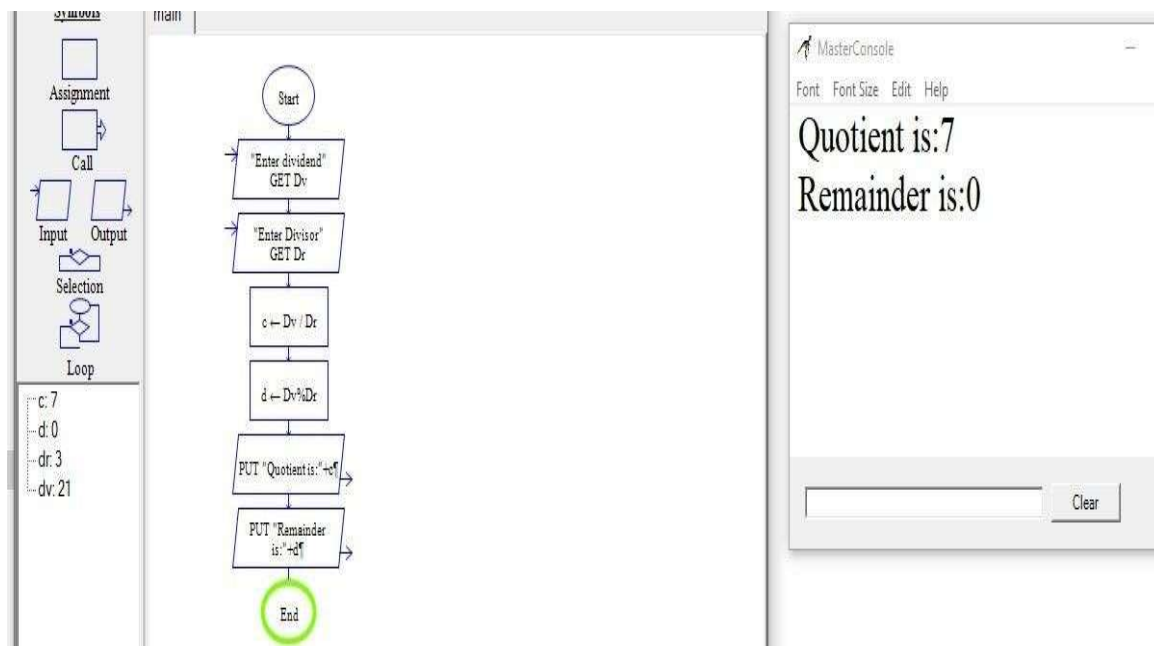 Symbols
Assignment
Call
Input Output
Selection
Loop
c: 7
d: 0
dr: 3
dv: 21
main
Start
"Enter dividend"
GET Dv
"Enter Divisor"
GET Dr
c ← Dv / Dr
d ← Dv%Dr
PUT "Quotient is:"+c¶
PUT "Remainder
is:"+d¶
End
MasterConsole
Font Font Size Edit Help
Quotient is:7
Remainder is:0
Clear